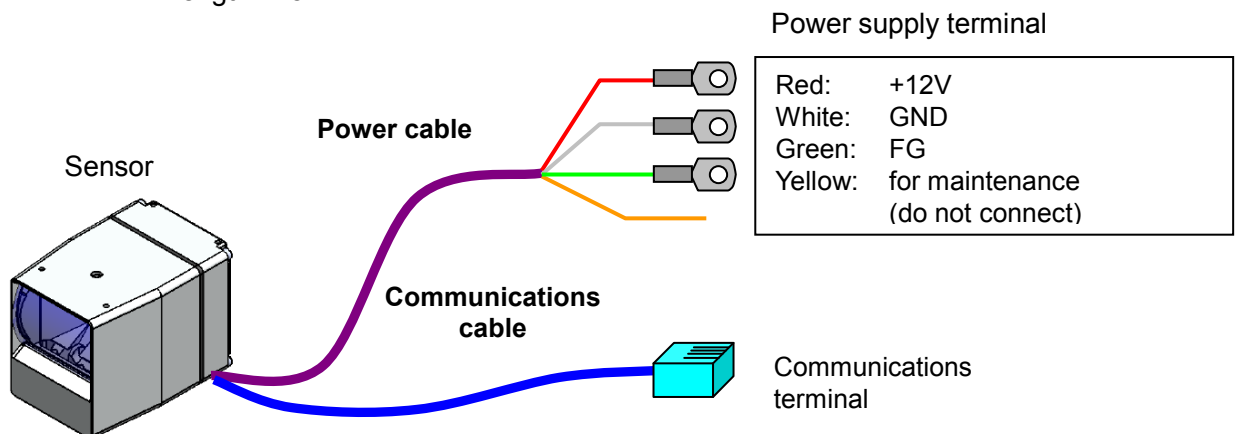 Power supply terminal
Red: +12V
White: GND
Green: FG
Yellow: for maintenance
(do not connect)
Power cable
Sensor
Communications
cable
Communications
terminal